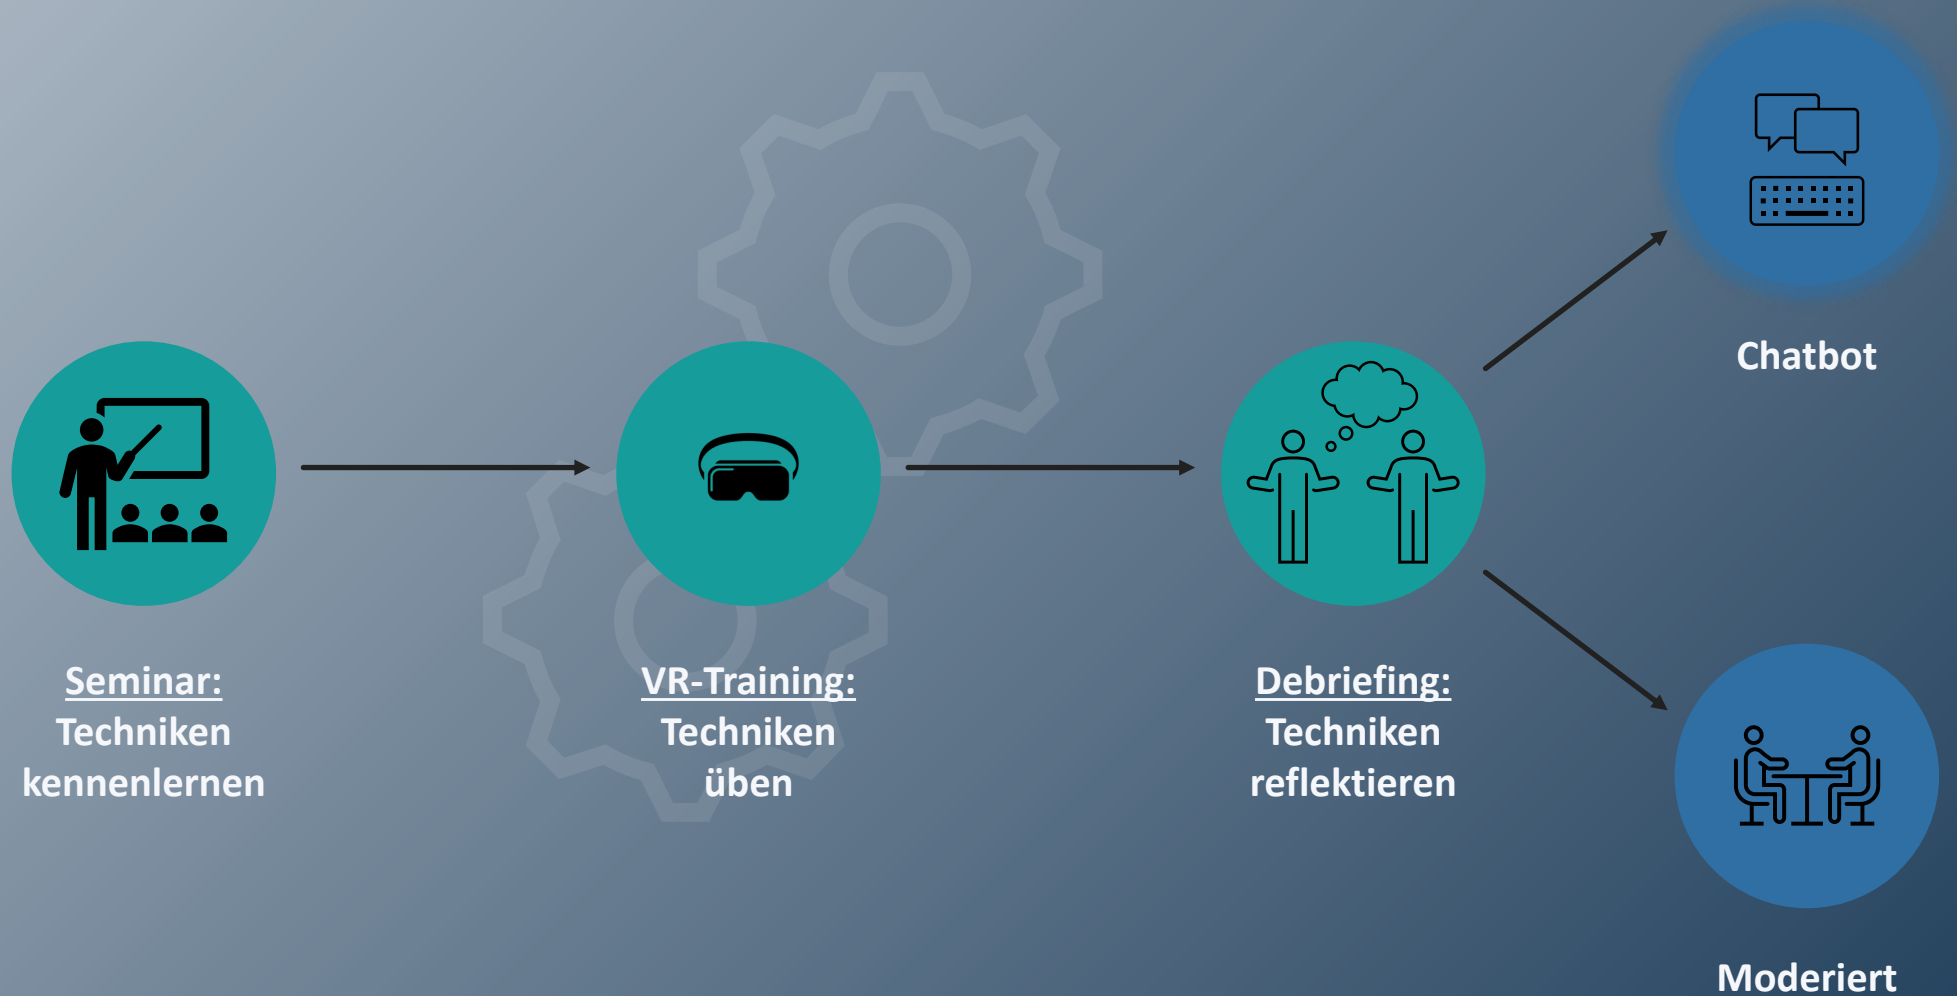 Chatbot
Seminar:
Techniken
kennenlernen
VR-Training:
Techniken
üben
Debriefing:
Techniken
reflektieren
Moderiert